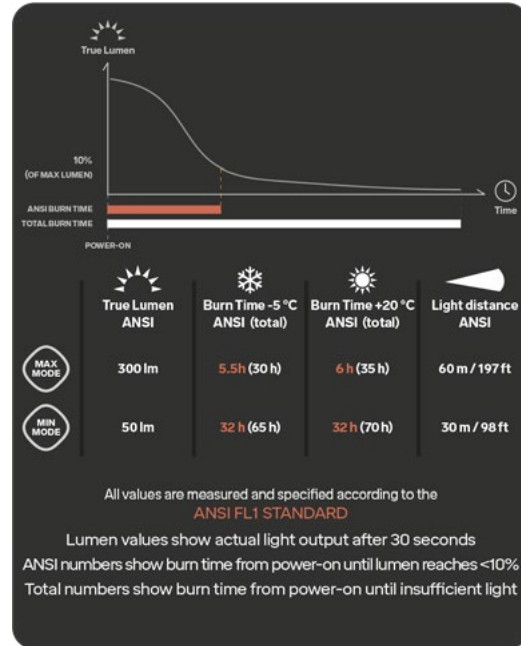 True Lumen
10%
(OF MAX LUMEN)
ANSI BURN TIME
TOTAL BURN TIME
Time
POWER-ON
True Lumen Burn Time -5 °C Burn Time +20 °C Light distance
ANSI ANSI (total) ANSI (total) ANSI
MAX MODE 300 lm 5.5h (30 h) 6 h (35 h) 60 m / 197 ft
MIN MODE 50 lm 32 h (65 h) 32 h (70 h) 30 m / 98 ft
All values are measured and specified according to the
ANSI FL1 STANDARD
Lumen values show actual light output after 30 seconds
ANSI numbers show burn time from power-on until lumen reaches <10%
Total numbers show burn time from power-on until insufficient light